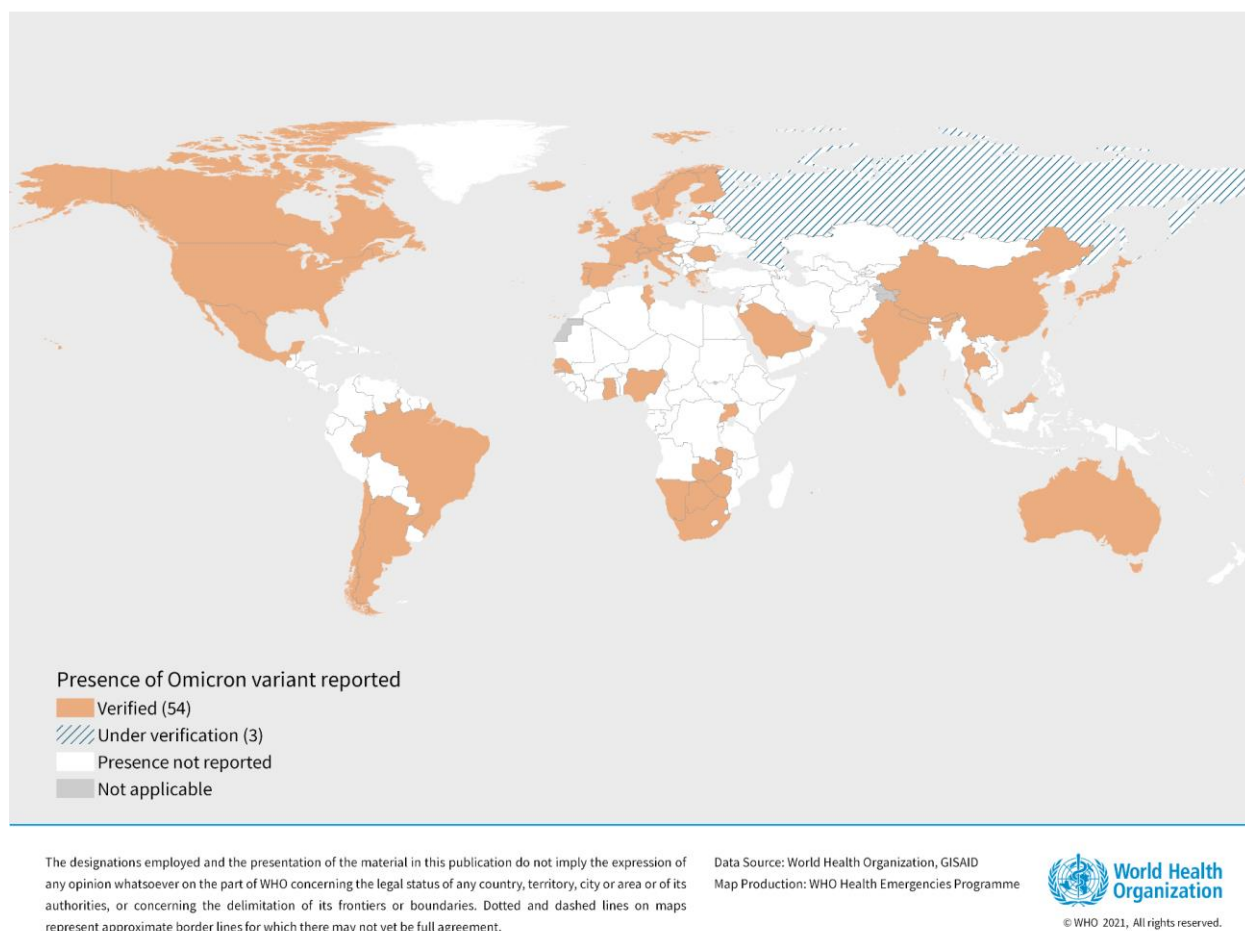 Presence of Omicron variant reported
Verified (54)
Under verification (3)
Presence not reported
Not applicable
The designations employed and the presentation of the material in this publication do not imply the expression of
any opinion whatsoever on the part of WHO concerning the legal status of any country, territory, city or area or of its
authorities, or concerning the delimitation of its frontiers or boundaries. Dotted and dashed lines on maps
represent approximate border lines for which there may not yet be full agreement.
Data Source: World Health Organization, GISAID
Map Production: WHO Health Emergencies Programme
World Health
Organization
© WHO 2021, All rights reserved.